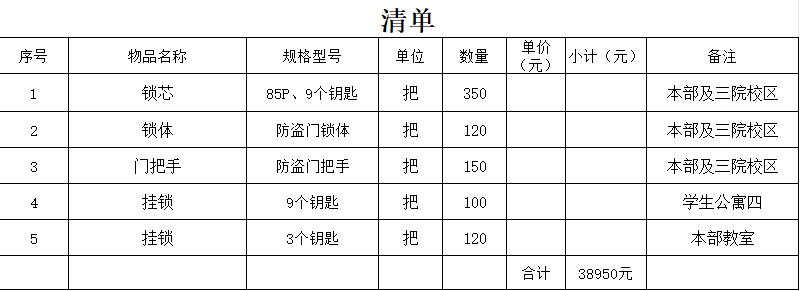 清单
序号 物品名称 规格型号 单位 数量 单价（元） 小计（元） 备注
1 锁芯 85P、9个钥匙 把 350 本部及三院校区
2 锁体 防盗门锁体 把 120 本部及三院校区
3 门把手 防盗门把手 把 150 本部及三院校区
4 挂锁 9个钥匙 把 100 学生公寓四
5 挂锁 3个钥匙 把 120 本部教室
合计 38950元